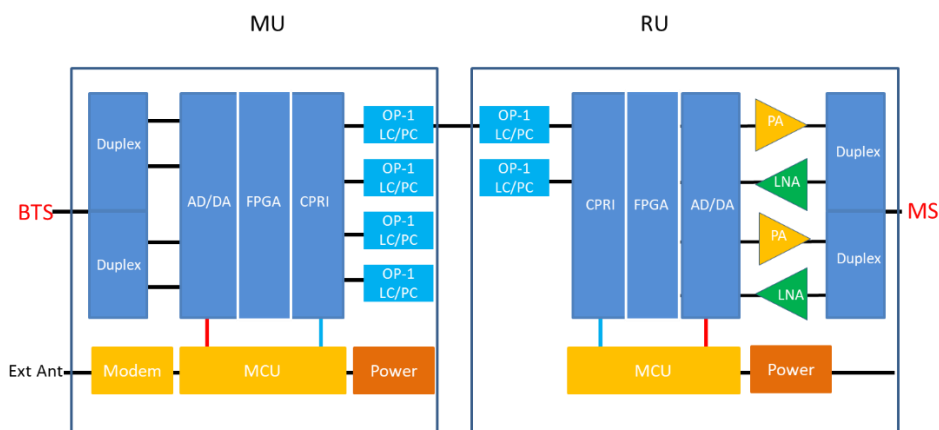 MU
RU
Duplex
Duplex
BTS
AD/DA
FPGA
CPRI
OP-1
LC/PC
OP-1
LC/PC
OP-1
LC/PC
OP-1
LC/PC
Ext Ant
Modem
MCU
Power
OP-1
LC/PC
OP-1
LC/PC
CPRI
FPGA
AD/DA
PA
LNA
PA
LNA
Duplex
Duplex
MS
MCU
Power